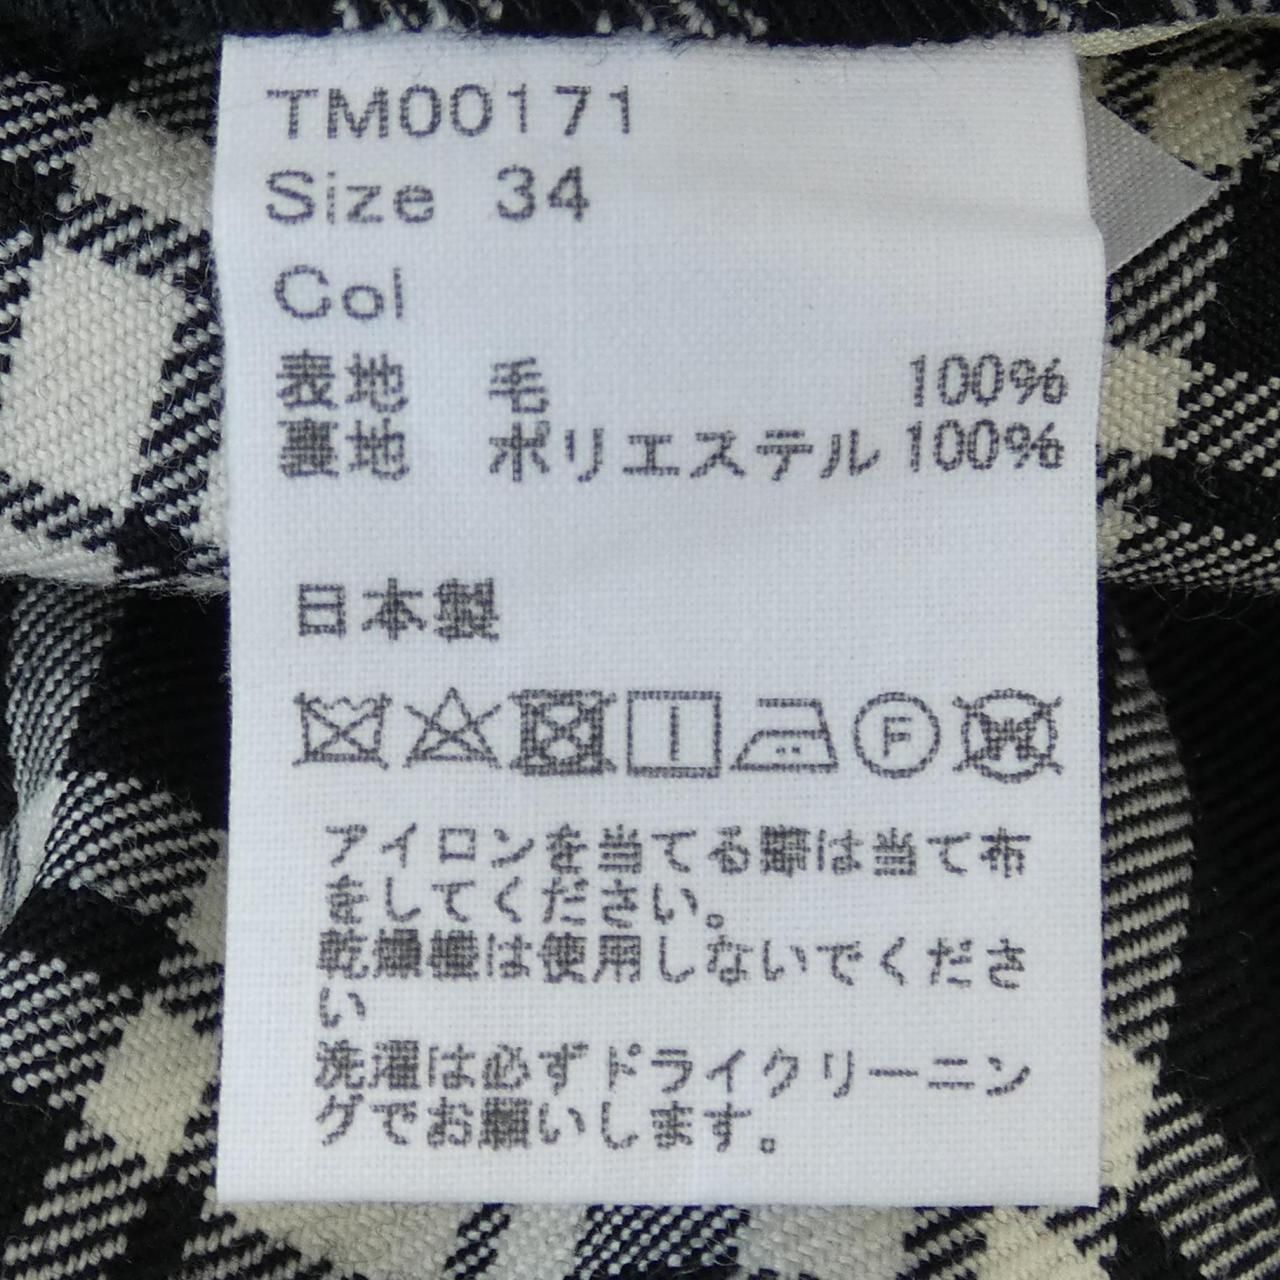 TM00171
Size 34
Col
表地 毛 100%
裏地 ポリエステル 100%
日本製
F W
アイロンを当てる際は当て布
をしてください。
乾燥機は使用しないでくださ
い
洗濯は必ずドライクリーニン
グでお願いします。